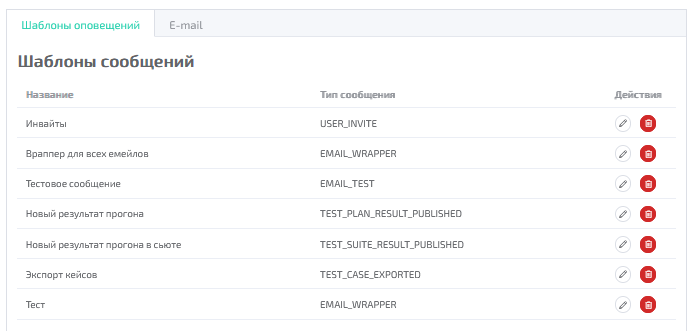 Шаблоны оповещений E-mail
Шаблоны сообщений
Название Тип сообщения Действия
Инвайты USER_INVITE
Враппер для всех емейлов EMAIL_WRAPPER
Тестовое сообщение EMAIL_TEST
Новый результат прогона TEST_PLAN_RESULT_PUBLISHED
Новый результат прогона в сьюте TEST_SUITE_RESULT_PUBLISHED
Экспорт кейсов TEST_CASE_EXPORTED
Тест EMAIL_WRAPPER